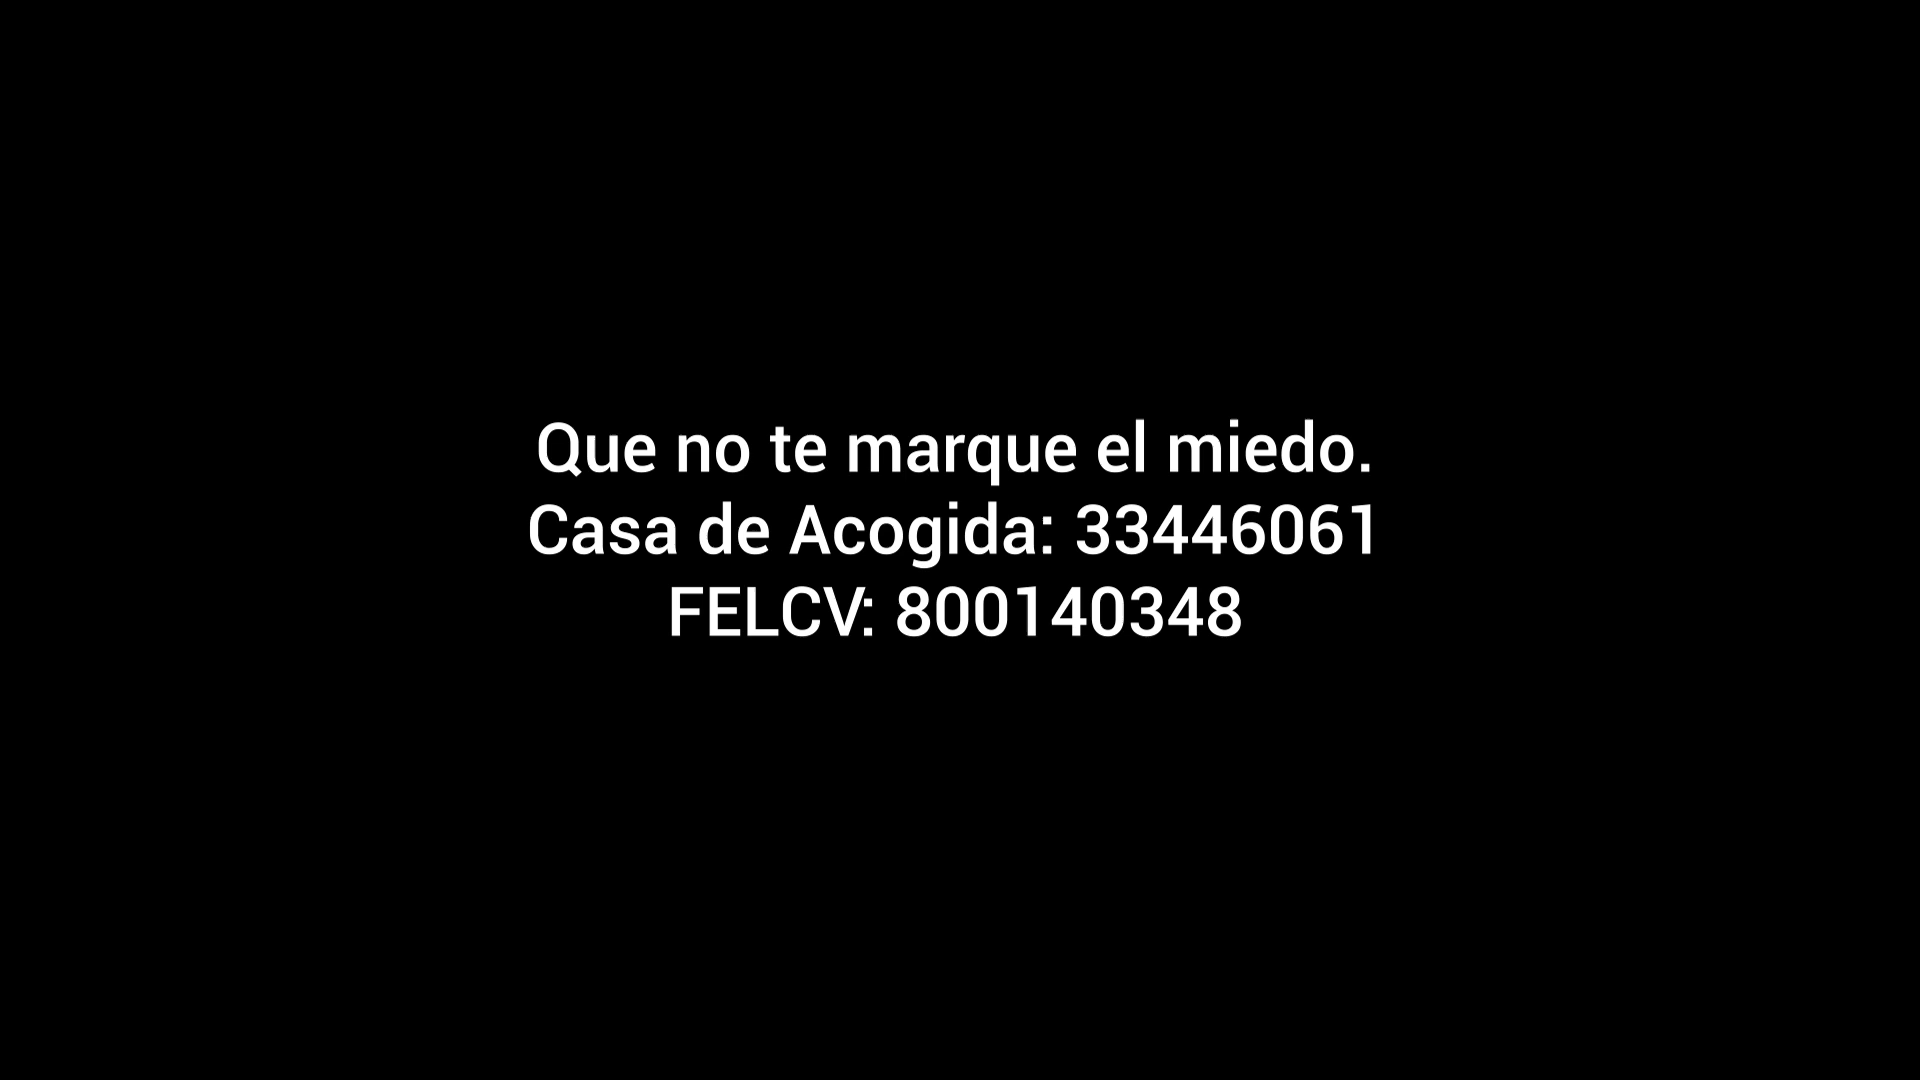 Que no te marque el miedo.
Casa de Acogida: 33446061
FELCV: 800140348